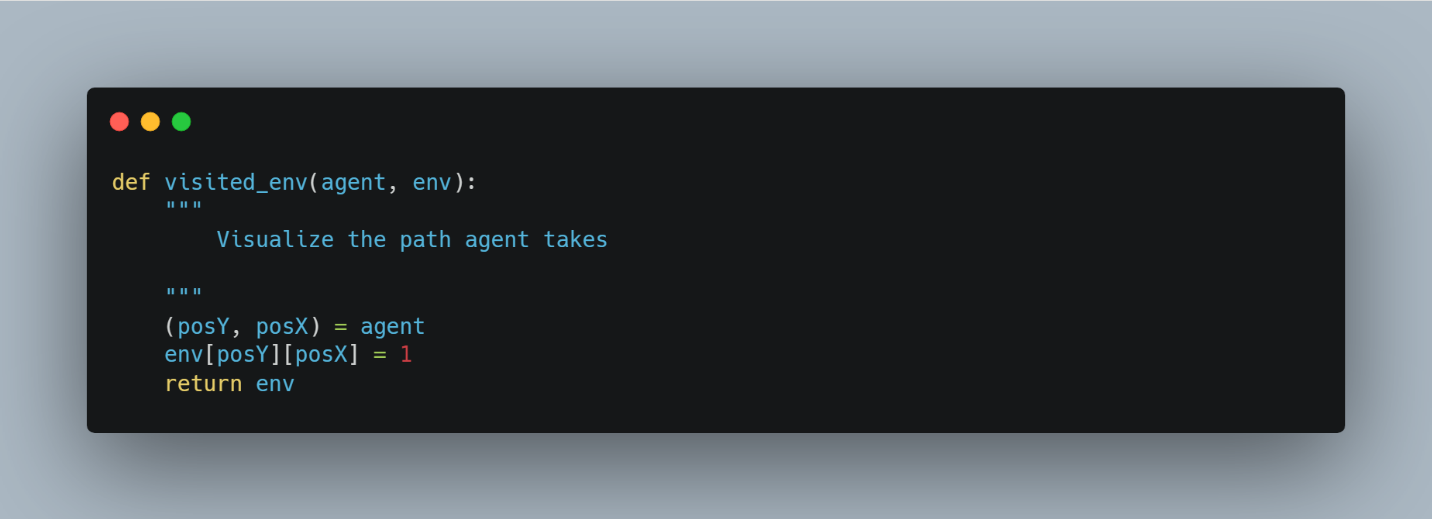 def visited_env(agent, env):
    """
        Visualize the path agent takes

    """
    (posY, posX) = agent
    env[posY][posX] = 1
    return env